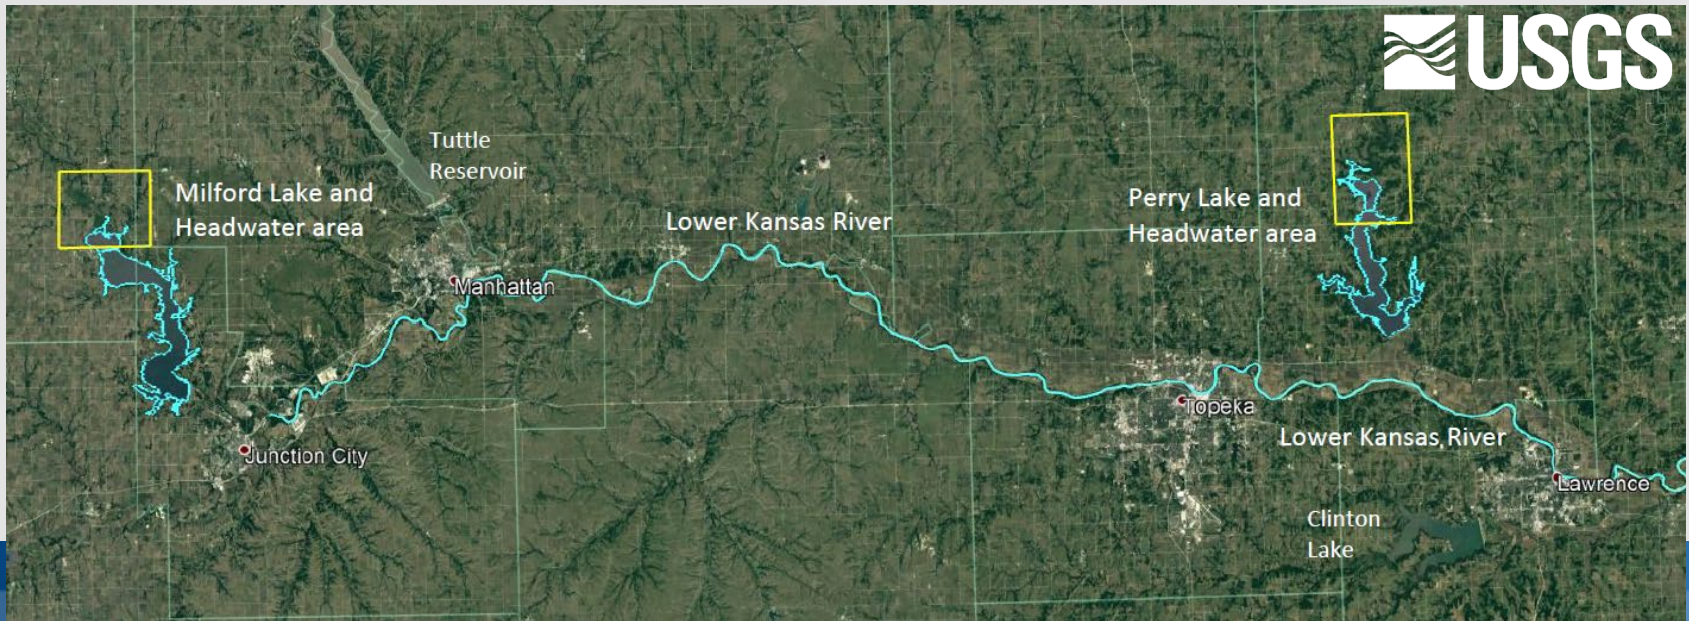 USGS
Tuttle
Reservoir
Milford Lake and
Headwater area
Lower Kansas River
Perry Lake and
Headwater area
Manhattan
Topeka
Lower Kansas River
Junction City
Lawrence
Clinton
Lake